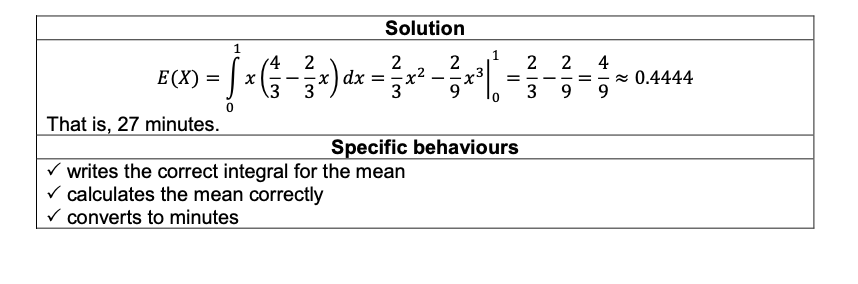 Solution
E(X) = ∫₀¹ x(4/3 − 2/3 x) dx = 2/3 x² − 2/9 x³|₀¹ = 2/3 − 2/9 = 4/9 ≈ 0.4444
That is, 27 minutes.
Specific behaviours
✓ writes the correct integral for the mean
✓ calculates the mean correctly
✓ converts to minutes